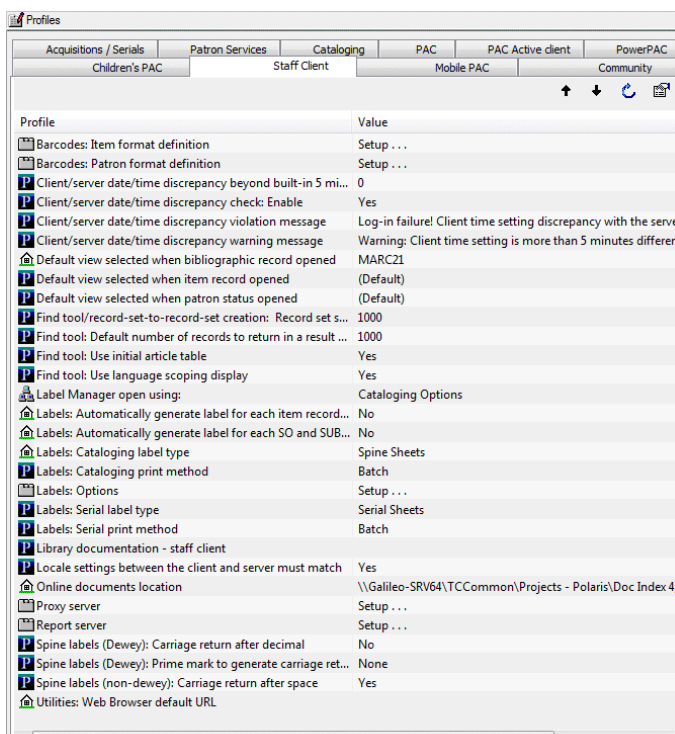 Profiles
Acquisitions / Serials Patron Services Cataloging PAC PAC Active client PowerPAC
Children's PAC Staff Client Mobile PAC Community
Profile Value
Barcodes: Item format definition Setup . . .
Barcodes: Patron format definition Setup . . .
Client/server date/time discrepancy beyond built-in 5 mi... 0
Client/server date/time discrepancy check: Enable Yes
Client/server date/time discrepancy violation message Log-in failure! Client time setting discrepancy with the serve
Client/server date/time discrepancy warning message Warning: Client time setting is more than 5 minutes differer
Default view selected when bibliographic record opened MARC21
Default view selected when item record opened (Default)
Default view selected when patron status opened (Default)
Find tool/record-set-to-record-set creation: Record set s... 1000
Find tool: Default number of records to return in a result ... 1000
Find tool: Use initial article table Yes
Find tool: Use language scoping display Yes
Label Manager open using: Cataloging Options
Labels: Automatically generate label for each item record... No
Labels: Automatically generate label for each SO and SUB... No
Labels: Cataloging label type Spine Sheets
Labels: Cataloging print method Batch
Labels: Options Setup . . .
Labels: Serial label type Serial Sheets
Labels: Serial print method Batch
Library documentation - staff client
Locale settings between the client and server must match Yes
Online documents location \\Galileo-SRV64\TCCommon\Projects - Polaris\Doc Index 4
Proxy server Setup . . .
Report server Setup . . .
Spine labels (Dewey): Carriage return after decimal No
Spine labels (Dewey): Prime mark to generate carriage ret... None
Spine labels (non-dewey): Carriage return after space Yes
Utilities: Web Browser default URL